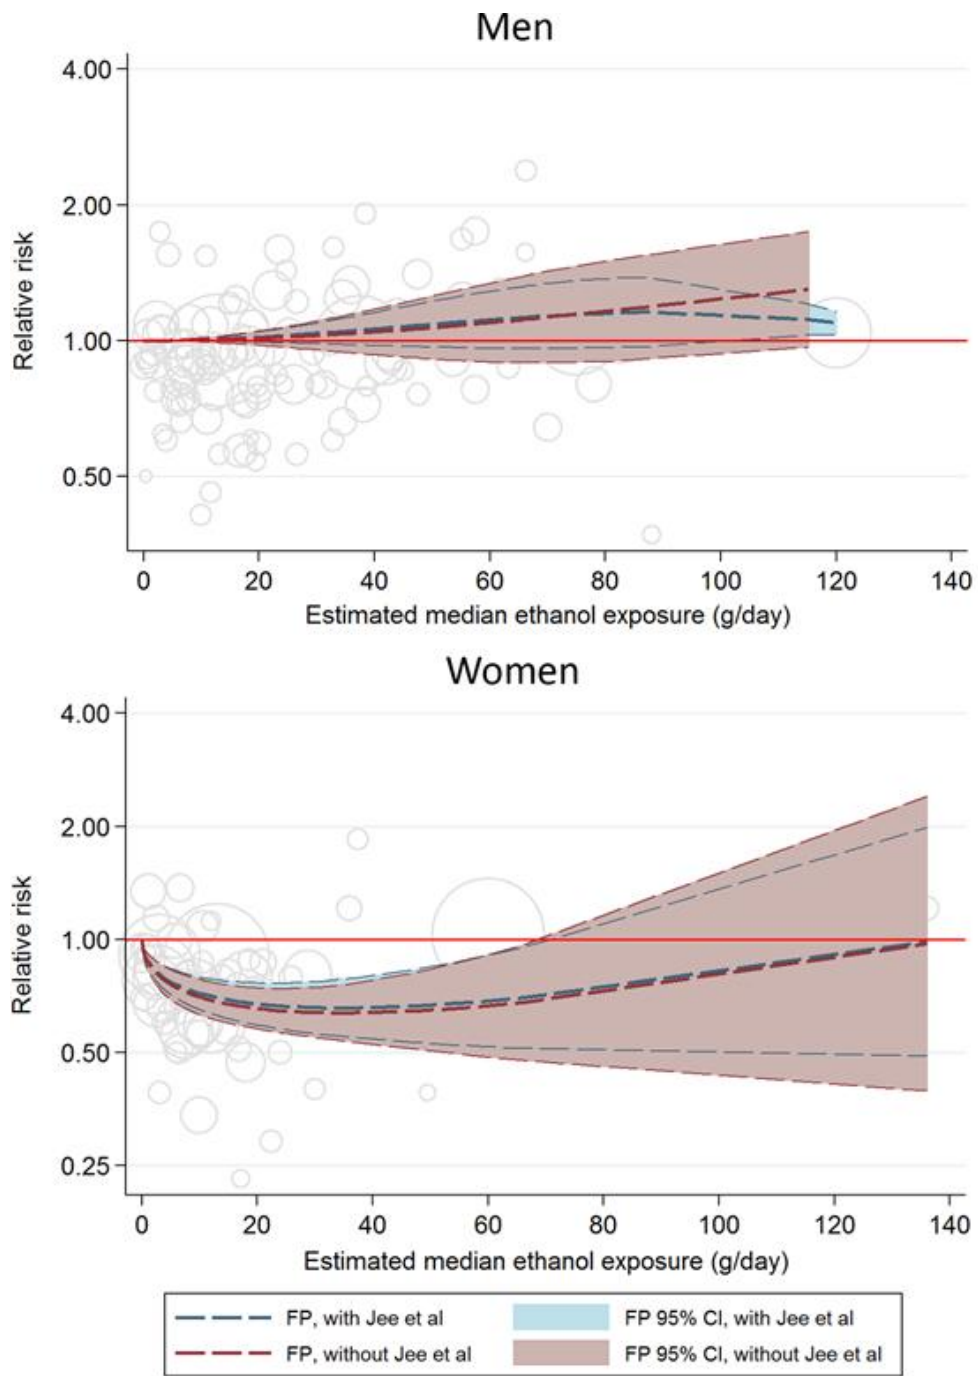 Men
4.00
2.00
1.00
0.50
Relative risk
0 20 40 60 80 100 120 140
Estimated median ethanol exposure (g/day)
Women
4.00
2.00
1.00
0.50
0.25
Relative risk
0 20 40 60 80 100 120 140
Estimated median ethanol exposure (g/day)
FP, with Jee et al FP 95% CI, with Jee et al
FP, without Jee et al FP 95% CI, without Jee et al